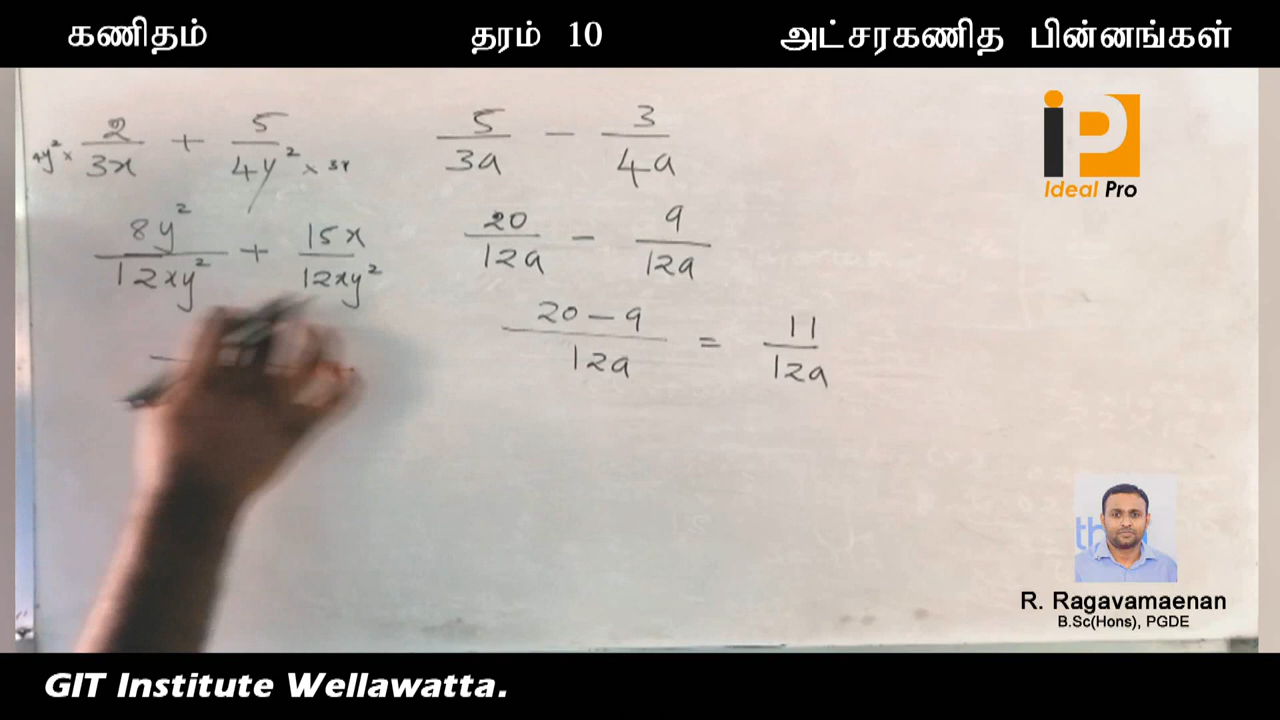 கணிதம் தரம் 10 அட்சரகணித பின்னங்கள்
4y² × 2/3x + 5/4y² × 3x
8y²/12xy² + 15x/12xy²
5/3a − 3/4a
20/12a − 9/12a
20 − 9/12a = 11/12a
iP
Ideal Pro
R. Ragavamaenan
B.Sc(Hons), PGDE
GIT Institute Wellawatta.